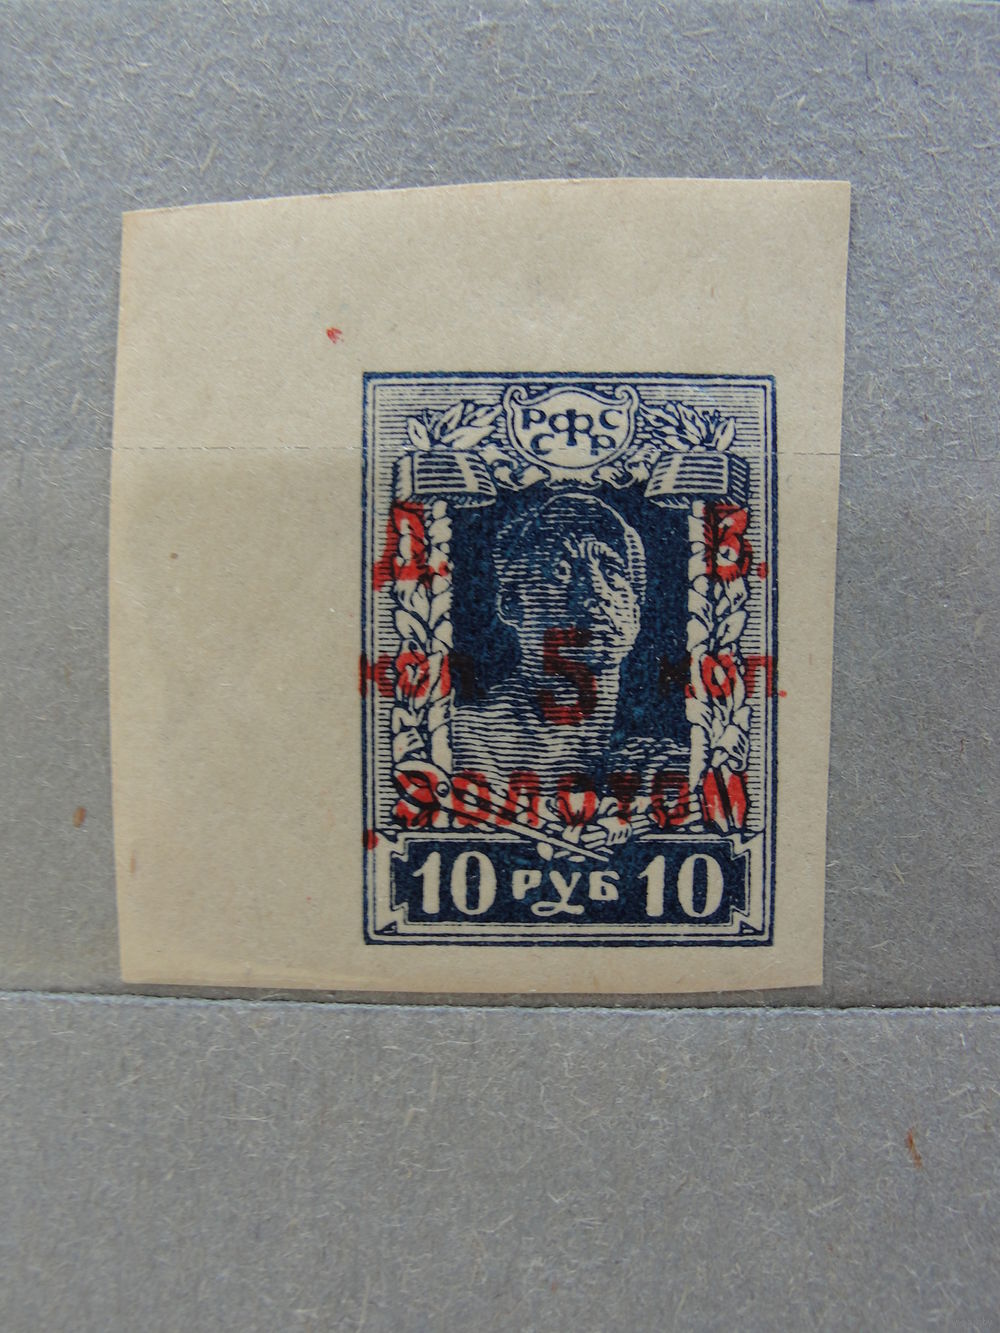 РСФСР
Д. В.
коп. 5 коп.
золотом
10 РУБ 10